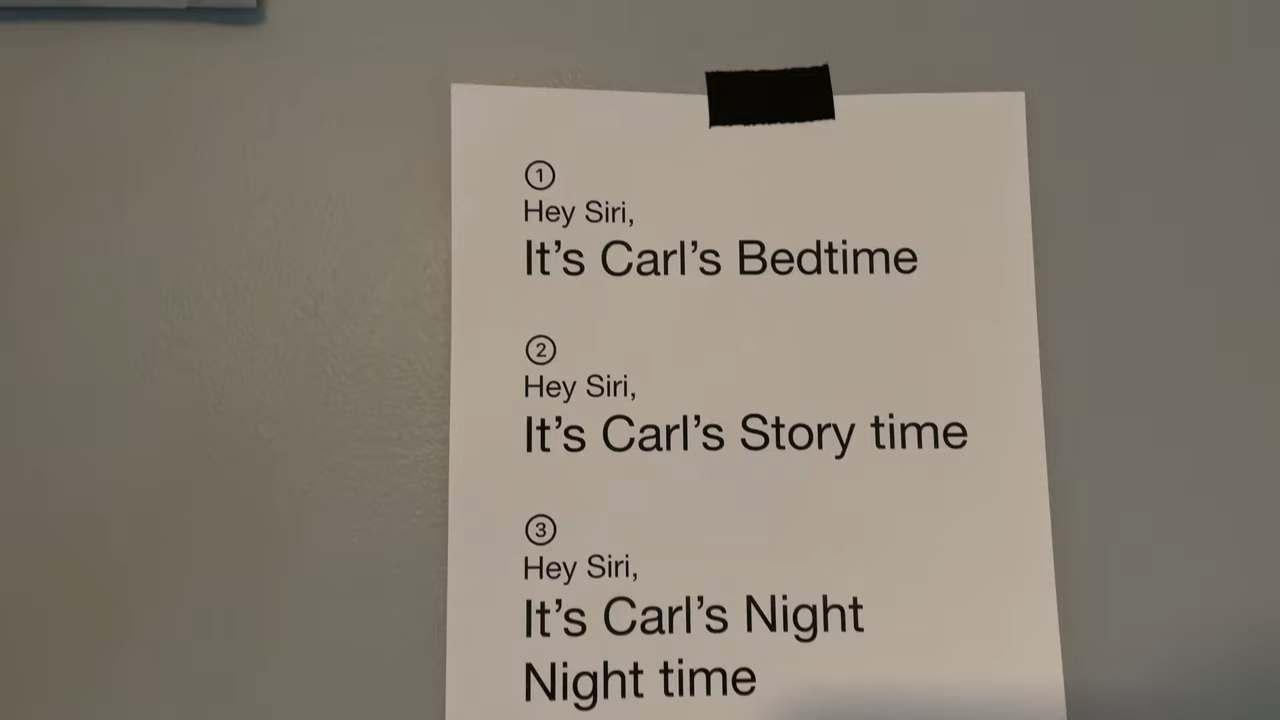 ①
Hey Siri,
It’s Carl’s Bedtime
②
Hey Siri,
It’s Carl’s Story time
③
Hey Siri,
It’s Carl’s Night
Night time